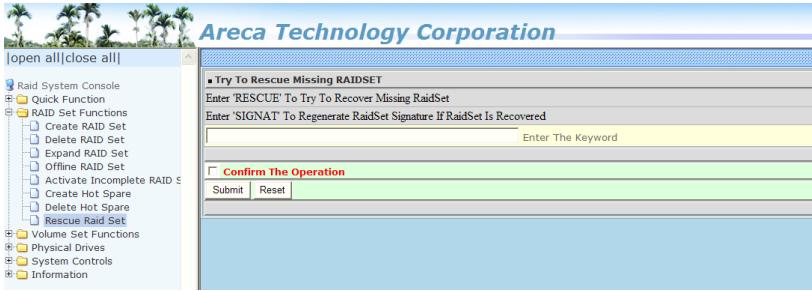 Areca Technology Corporation
|open all|close all|
Raid System Console
Quick Function
RAID Set Functions
Create RAID Set
Delete RAID Set
Expand RAID Set
Offline RAID Set
Activate Incomplete RAID S
Create Hot Spare
Delete Hot Spare
Rescue Raid Set
Volume Set Functions
Physical Drives
System Controls
Information
Try To Rescue Missing RAIDSET
Enter 'RESCUE' To Try To Recover Missing RaidSet
Enter 'SIGNAT' To Regenerate RaidSet Signature If RaidSet Is Recovered
Enter The Keyword
Confirm The Operation
Submit Reset